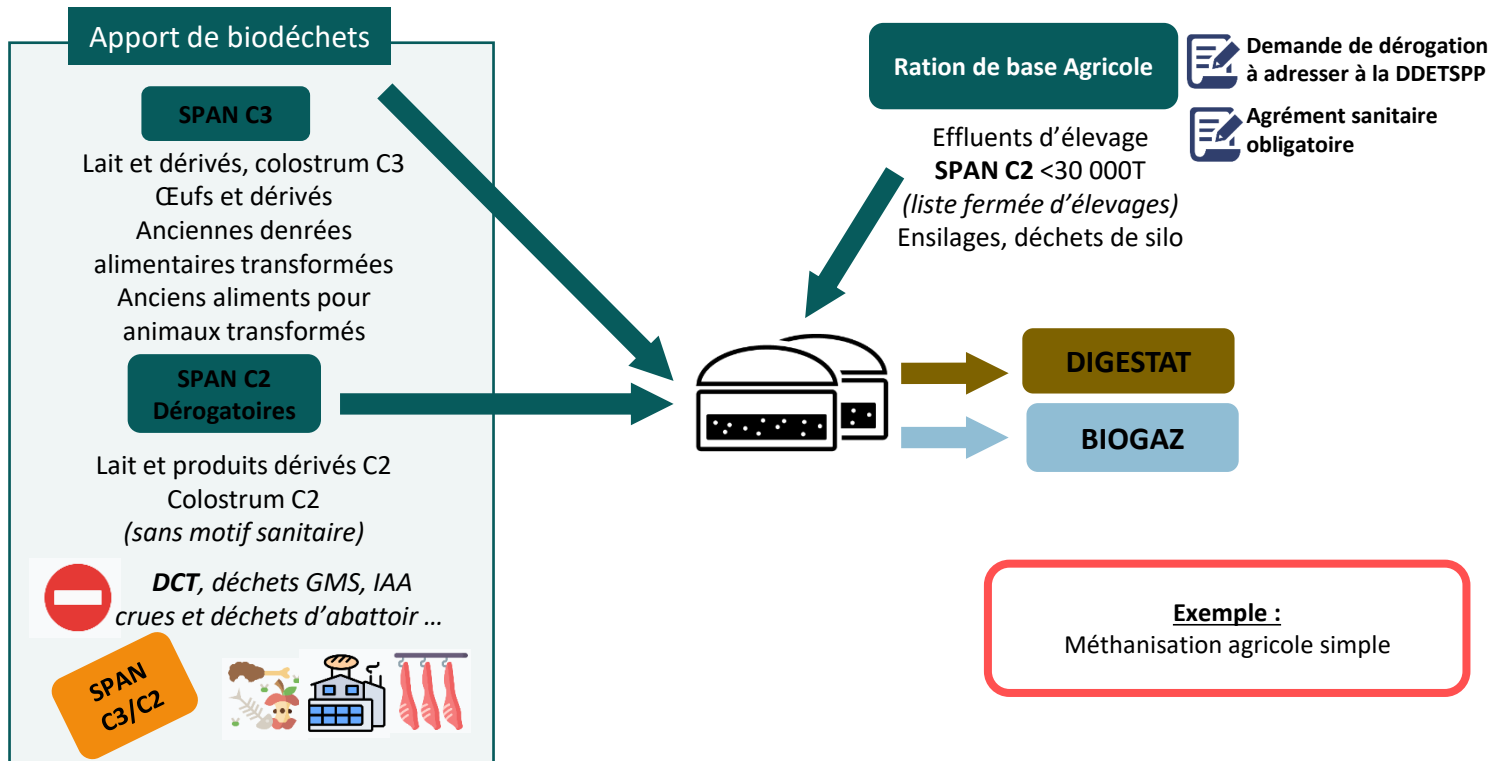 Apport de biodéchets
SPAN C3
Lait et dérivés, colostrum C3
Œufs et dérivés
Anciennes denrées
alimentaires transformées
Anciens aliments pour
animaux transformés
SPAN C2
Dérogatoires
Lait et produits dérivés C2
Colostrum C2
(sans motif sanitaire)
DCT, déchets GMS, IAA
crues et déchets d’abattoir …
SPAN
C3/C2
Ration de base Agricole
Demande de dérogation
à adresser à la DDETSPP
Agrément sanitaire
obligatoire
Effluents d’élevage
SPAN C2 <30 000T
(liste fermée d’élevages)
Ensilages, déchets de silo
DIGESTAT
BIOGAZ
Exemple :
Méthanisation agricole simple